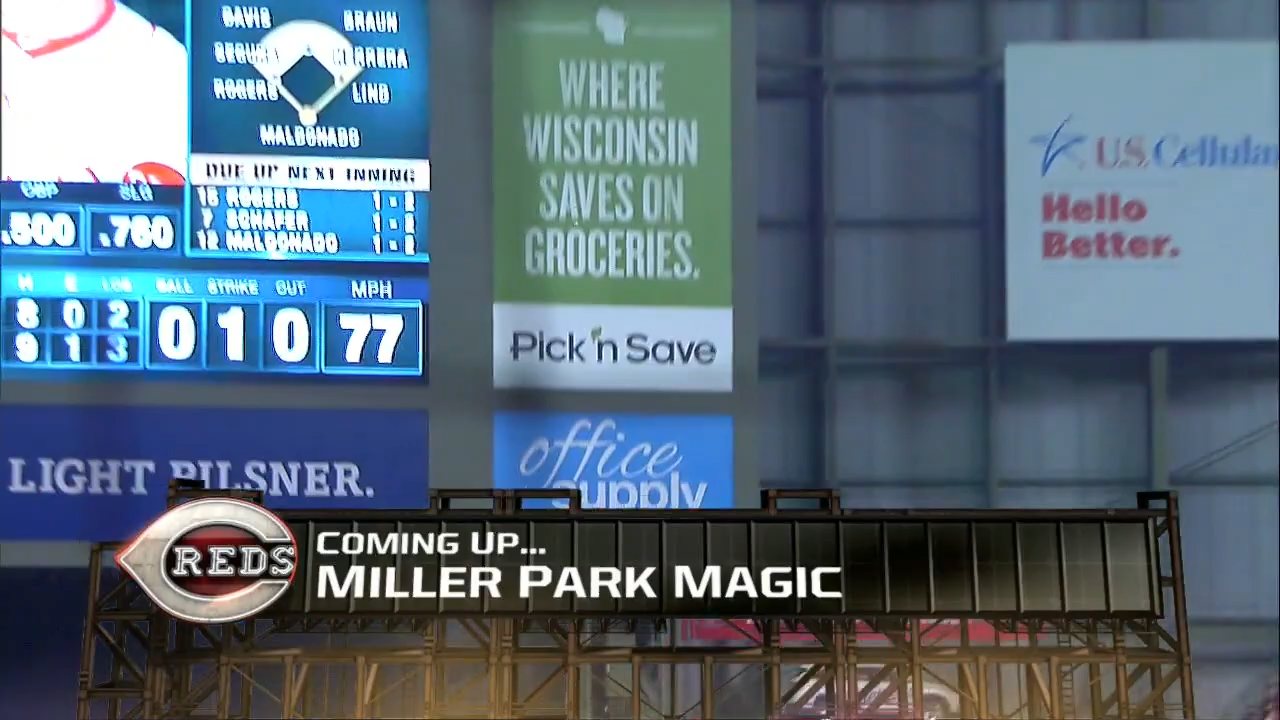 DAVIS BRAUN
SEGURA HERRERA
ROGERS LIND
MALDONADO
DUE UP NEXT INNING
16 ROGERS 1 - 2
7 SCHAFER 1 - 2
12 MALDONADO 1 - 2
OBP SLG
.500 .760
H E LOB BALL STRIKE OUT MPH
8 0 2 0 1 0 77
9 1 3
LIGHT PILSNER.
WHERE
WISCONSIN
SAVES ON
GROCERIES.
Pick 'n Save
office
supply
U.S. Cellular
Hello
Better.
REDS
COMING UP...
MILLER PARK MAGIC